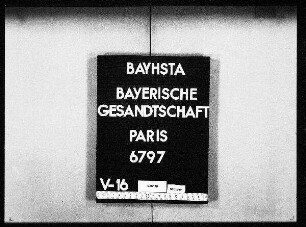 BAYHSTA
BAYERISCHE
GESANDTSCHAFT
PARIS
6797
V-16